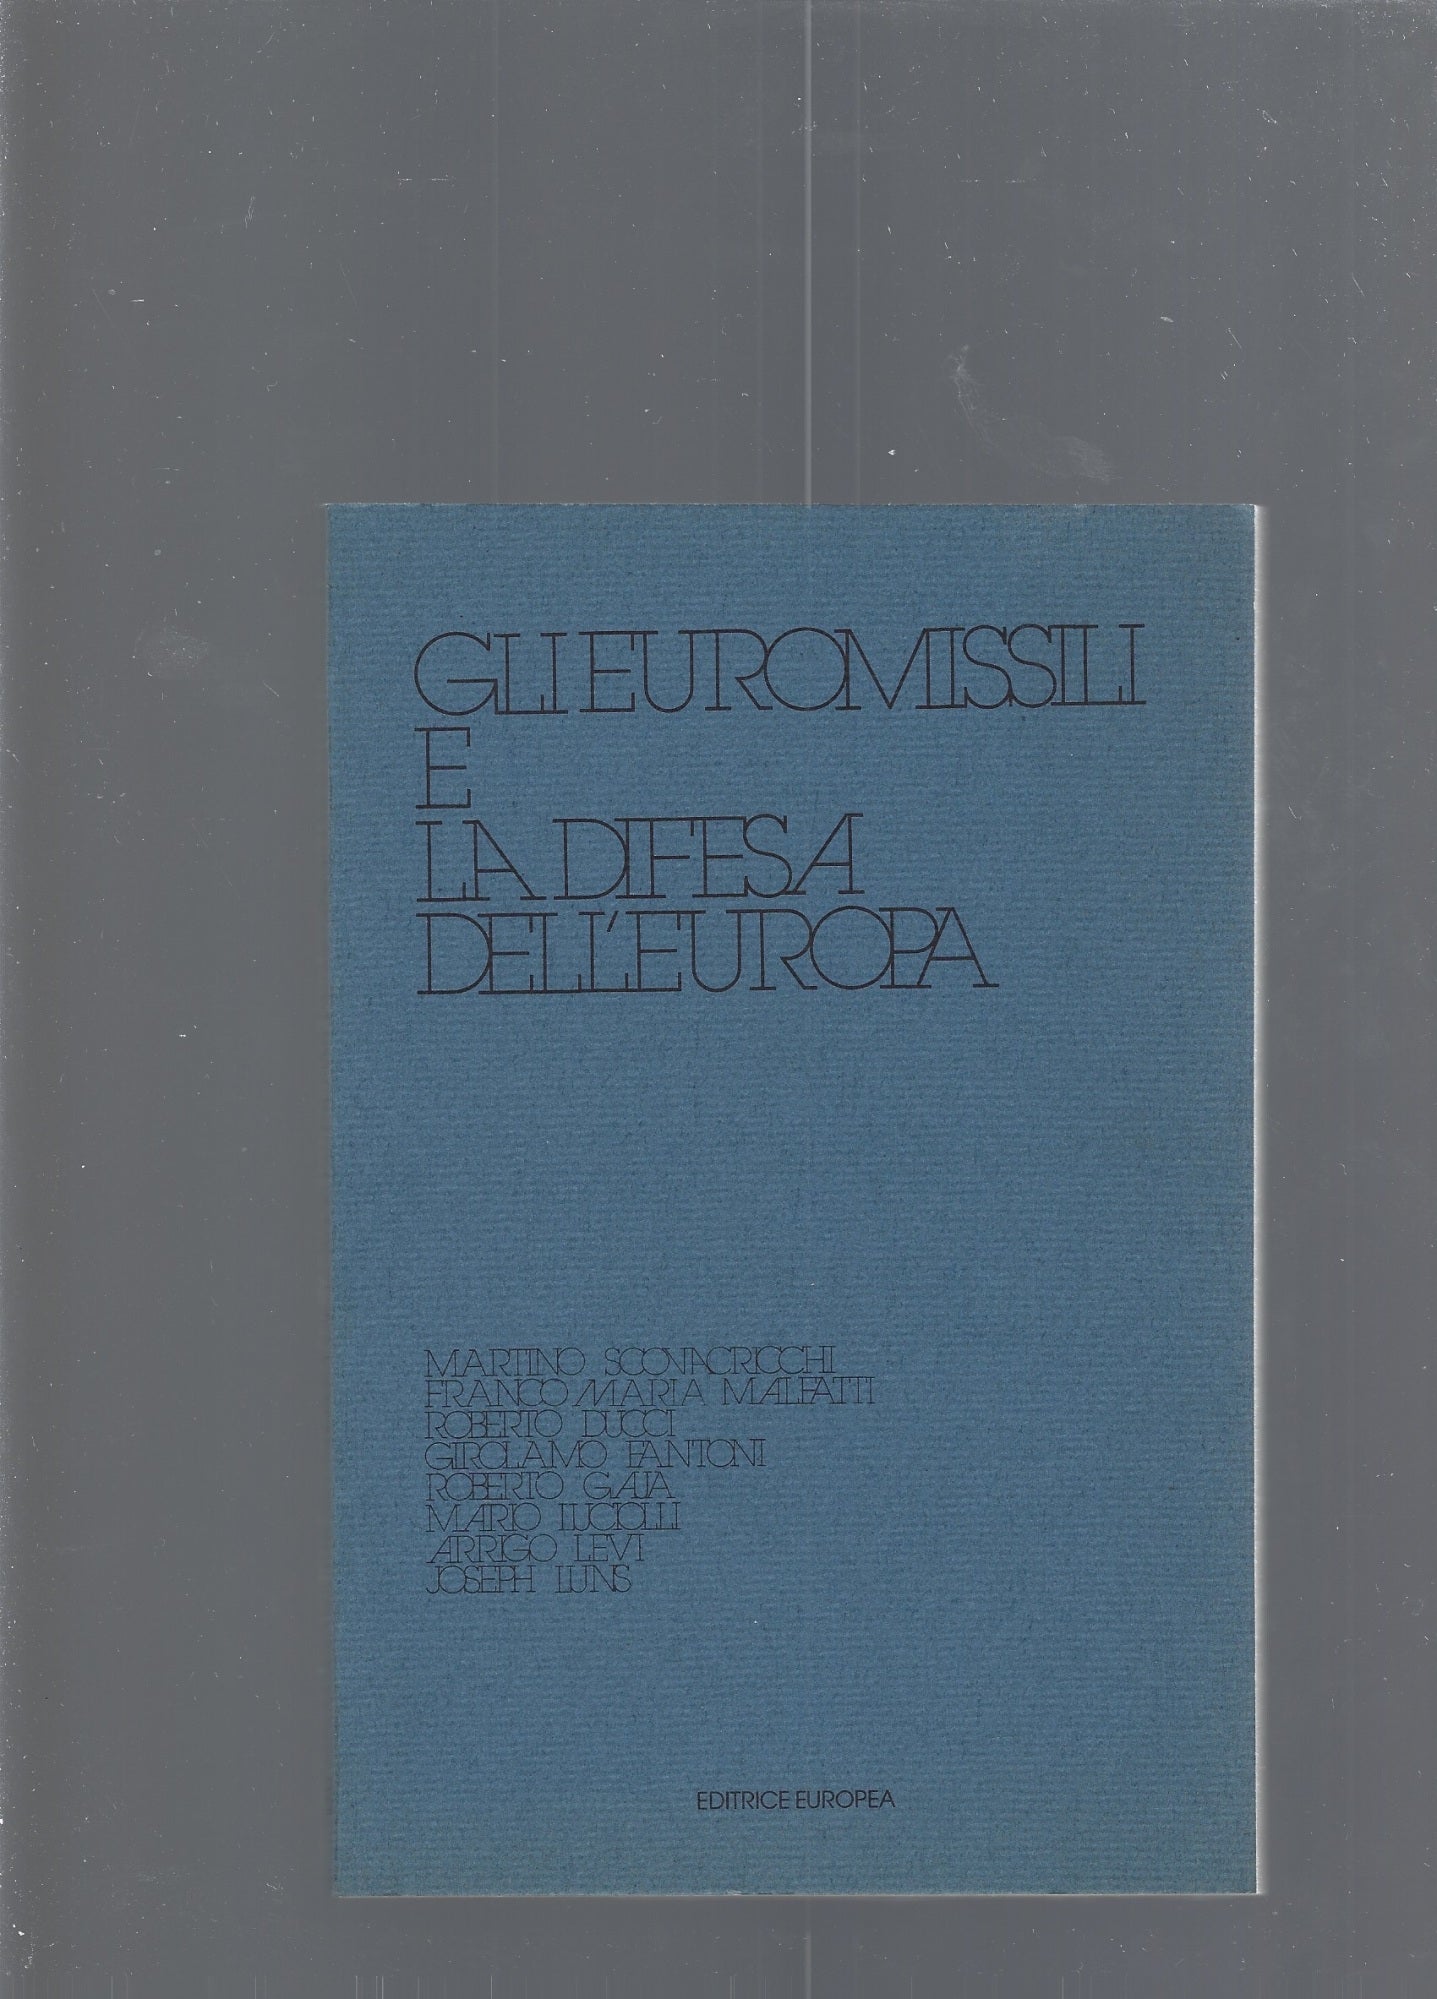 GLI EUROMISSILI
E
LA DIFESA
DELL'EUROPA
MARTINO SCOVACRICCHI
FRANCO MARIA MALFATTI
ROBERTO DUCCI
GIROLAMO FANTONI
ROBERTO GAJA
MARIO LUCIOLLI
ARRIGO LEVI
JOSEPH LUNS
EDITRICE EUROPEA